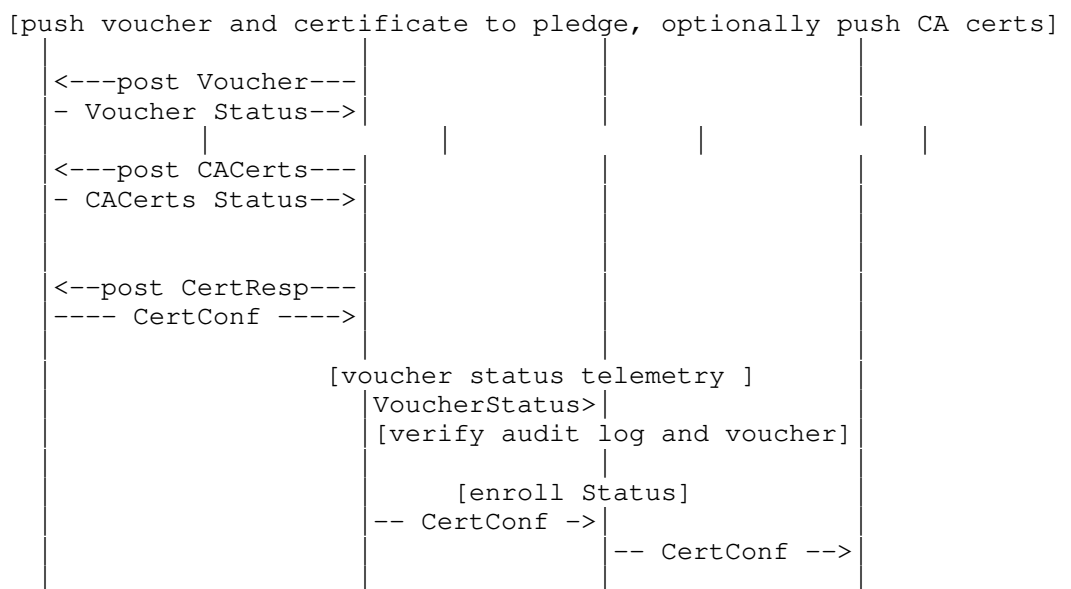 [push voucher and certificate to pledge, optionally push CA certs]
<---post Voucher---
- Voucher Status-->
<---post CACerts---
- CACerts Status-->
<--post CertResp---
---- CertConf ---->
[voucher status telemetry ]
VoucherStatus>
[verify audit log and voucher]
[enroll Status]
-- CertConf ->
-- CertConf -->